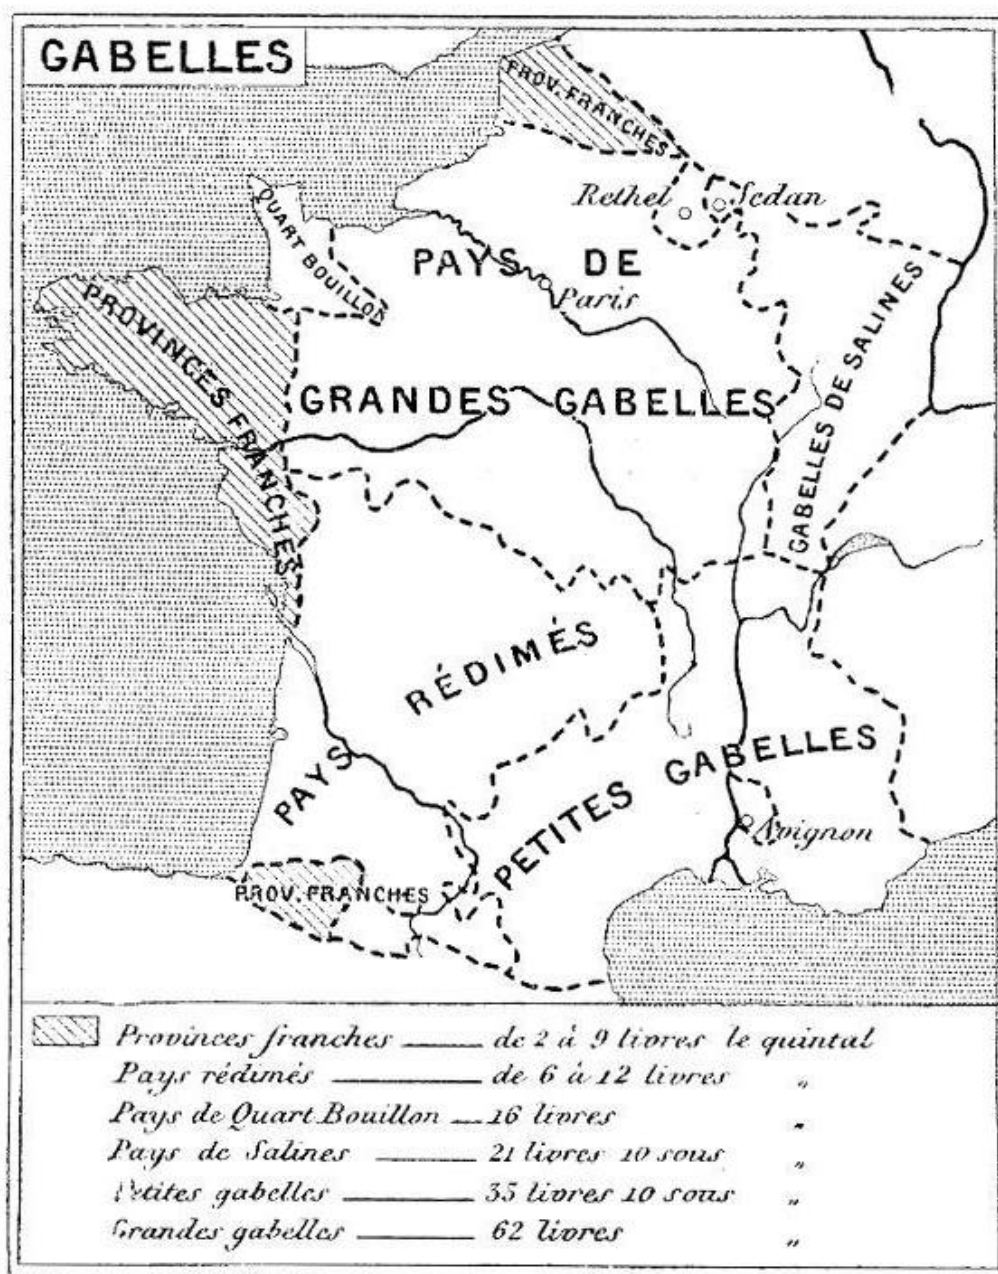 GABELLES
PROV. FRANCHES
Rethel
Sedan
QUART BOUILLON
PAYS DE
Paris
PROVINCES FRANCHES
GRANDES GABELLES
GABELLES DE SALINES
PAYS RÉDIMÉS
PETITES GABELLES
Avignon
PROV. FRANCHES
Provinces franches de 2 à 9 livres le quintal
Pays rédimés de 6 à 12 livres „
Pays de Quart Bouillon 16 livres „
Pays de Salines 21 livres 10 sous „
Petites gabelles 33 livres 10 sous „
Grandes gabelles 62 livres „